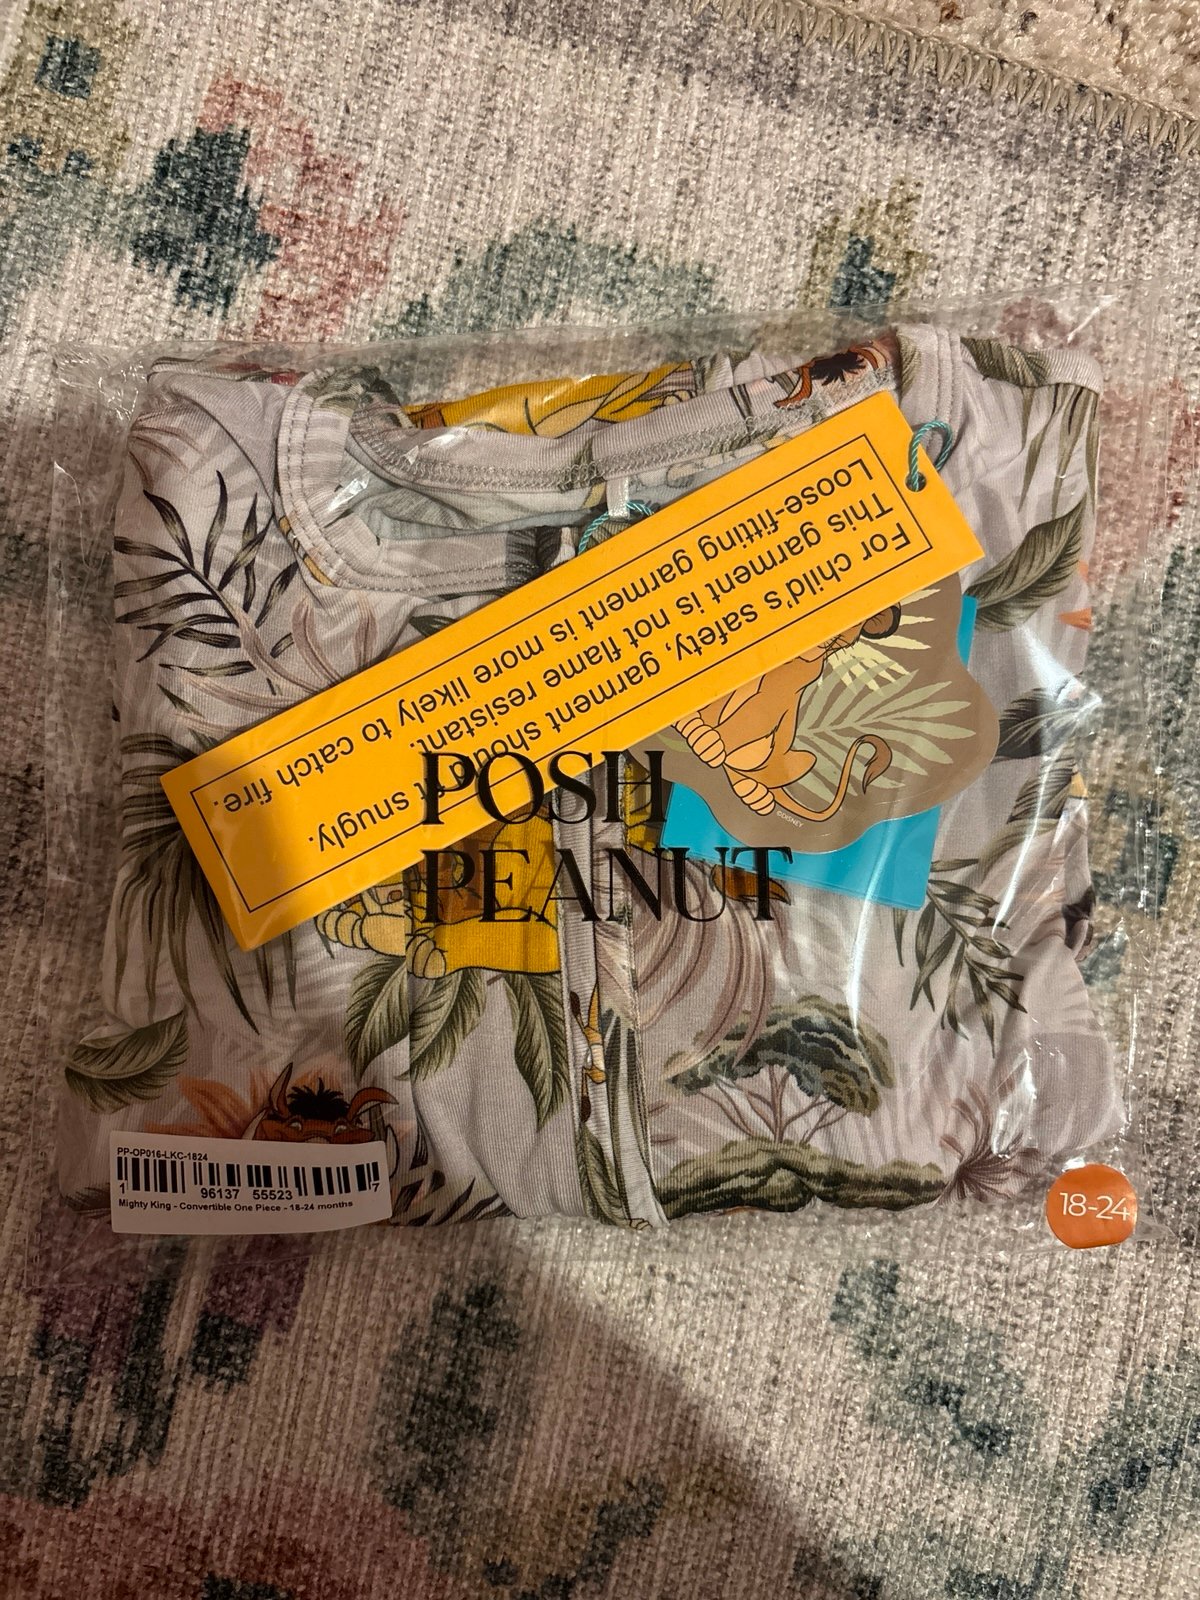 For child's safety, garment should fit snugly.
This garment is not flame resistant.
Loose-fitting garment is more likely to catch fire.
©DISNEY
POSH
PEANUT
PP-OP016-LKC-1824
1 96137 55523 7
Mighty King - Convertible One Piece - 18-24 months
18-24